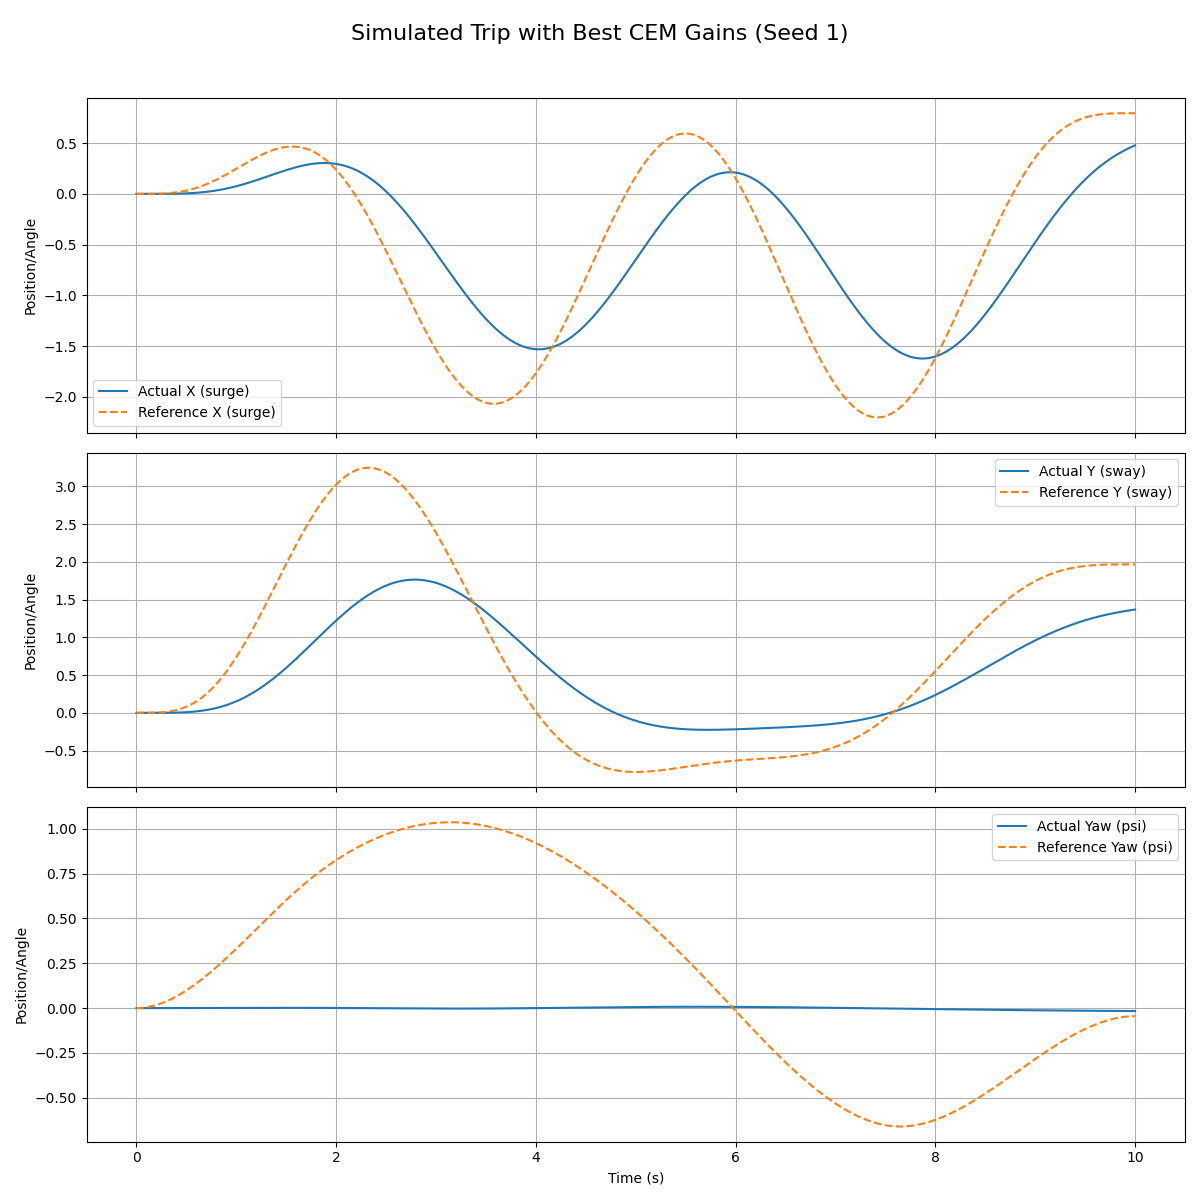 Simulated Trip with Best CEM Gains (Seed 1)
0.5
0.0
−0.5
−1.0
−1.5
−2.0
Position/Angle
Actual X (surge)
Reference X (surge)
3.0
2.5
2.0
1.5
1.0
0.5
0.0
−0.5
Position/Angle
Actual Y (sway)
Reference Y (sway)
1.00
0.75
0.50
0.25
0.00
−0.25
−0.50
Position/Angle
Actual Yaw (psi)
Reference Yaw (psi)
0 2 4 6 8 10
Time (s)